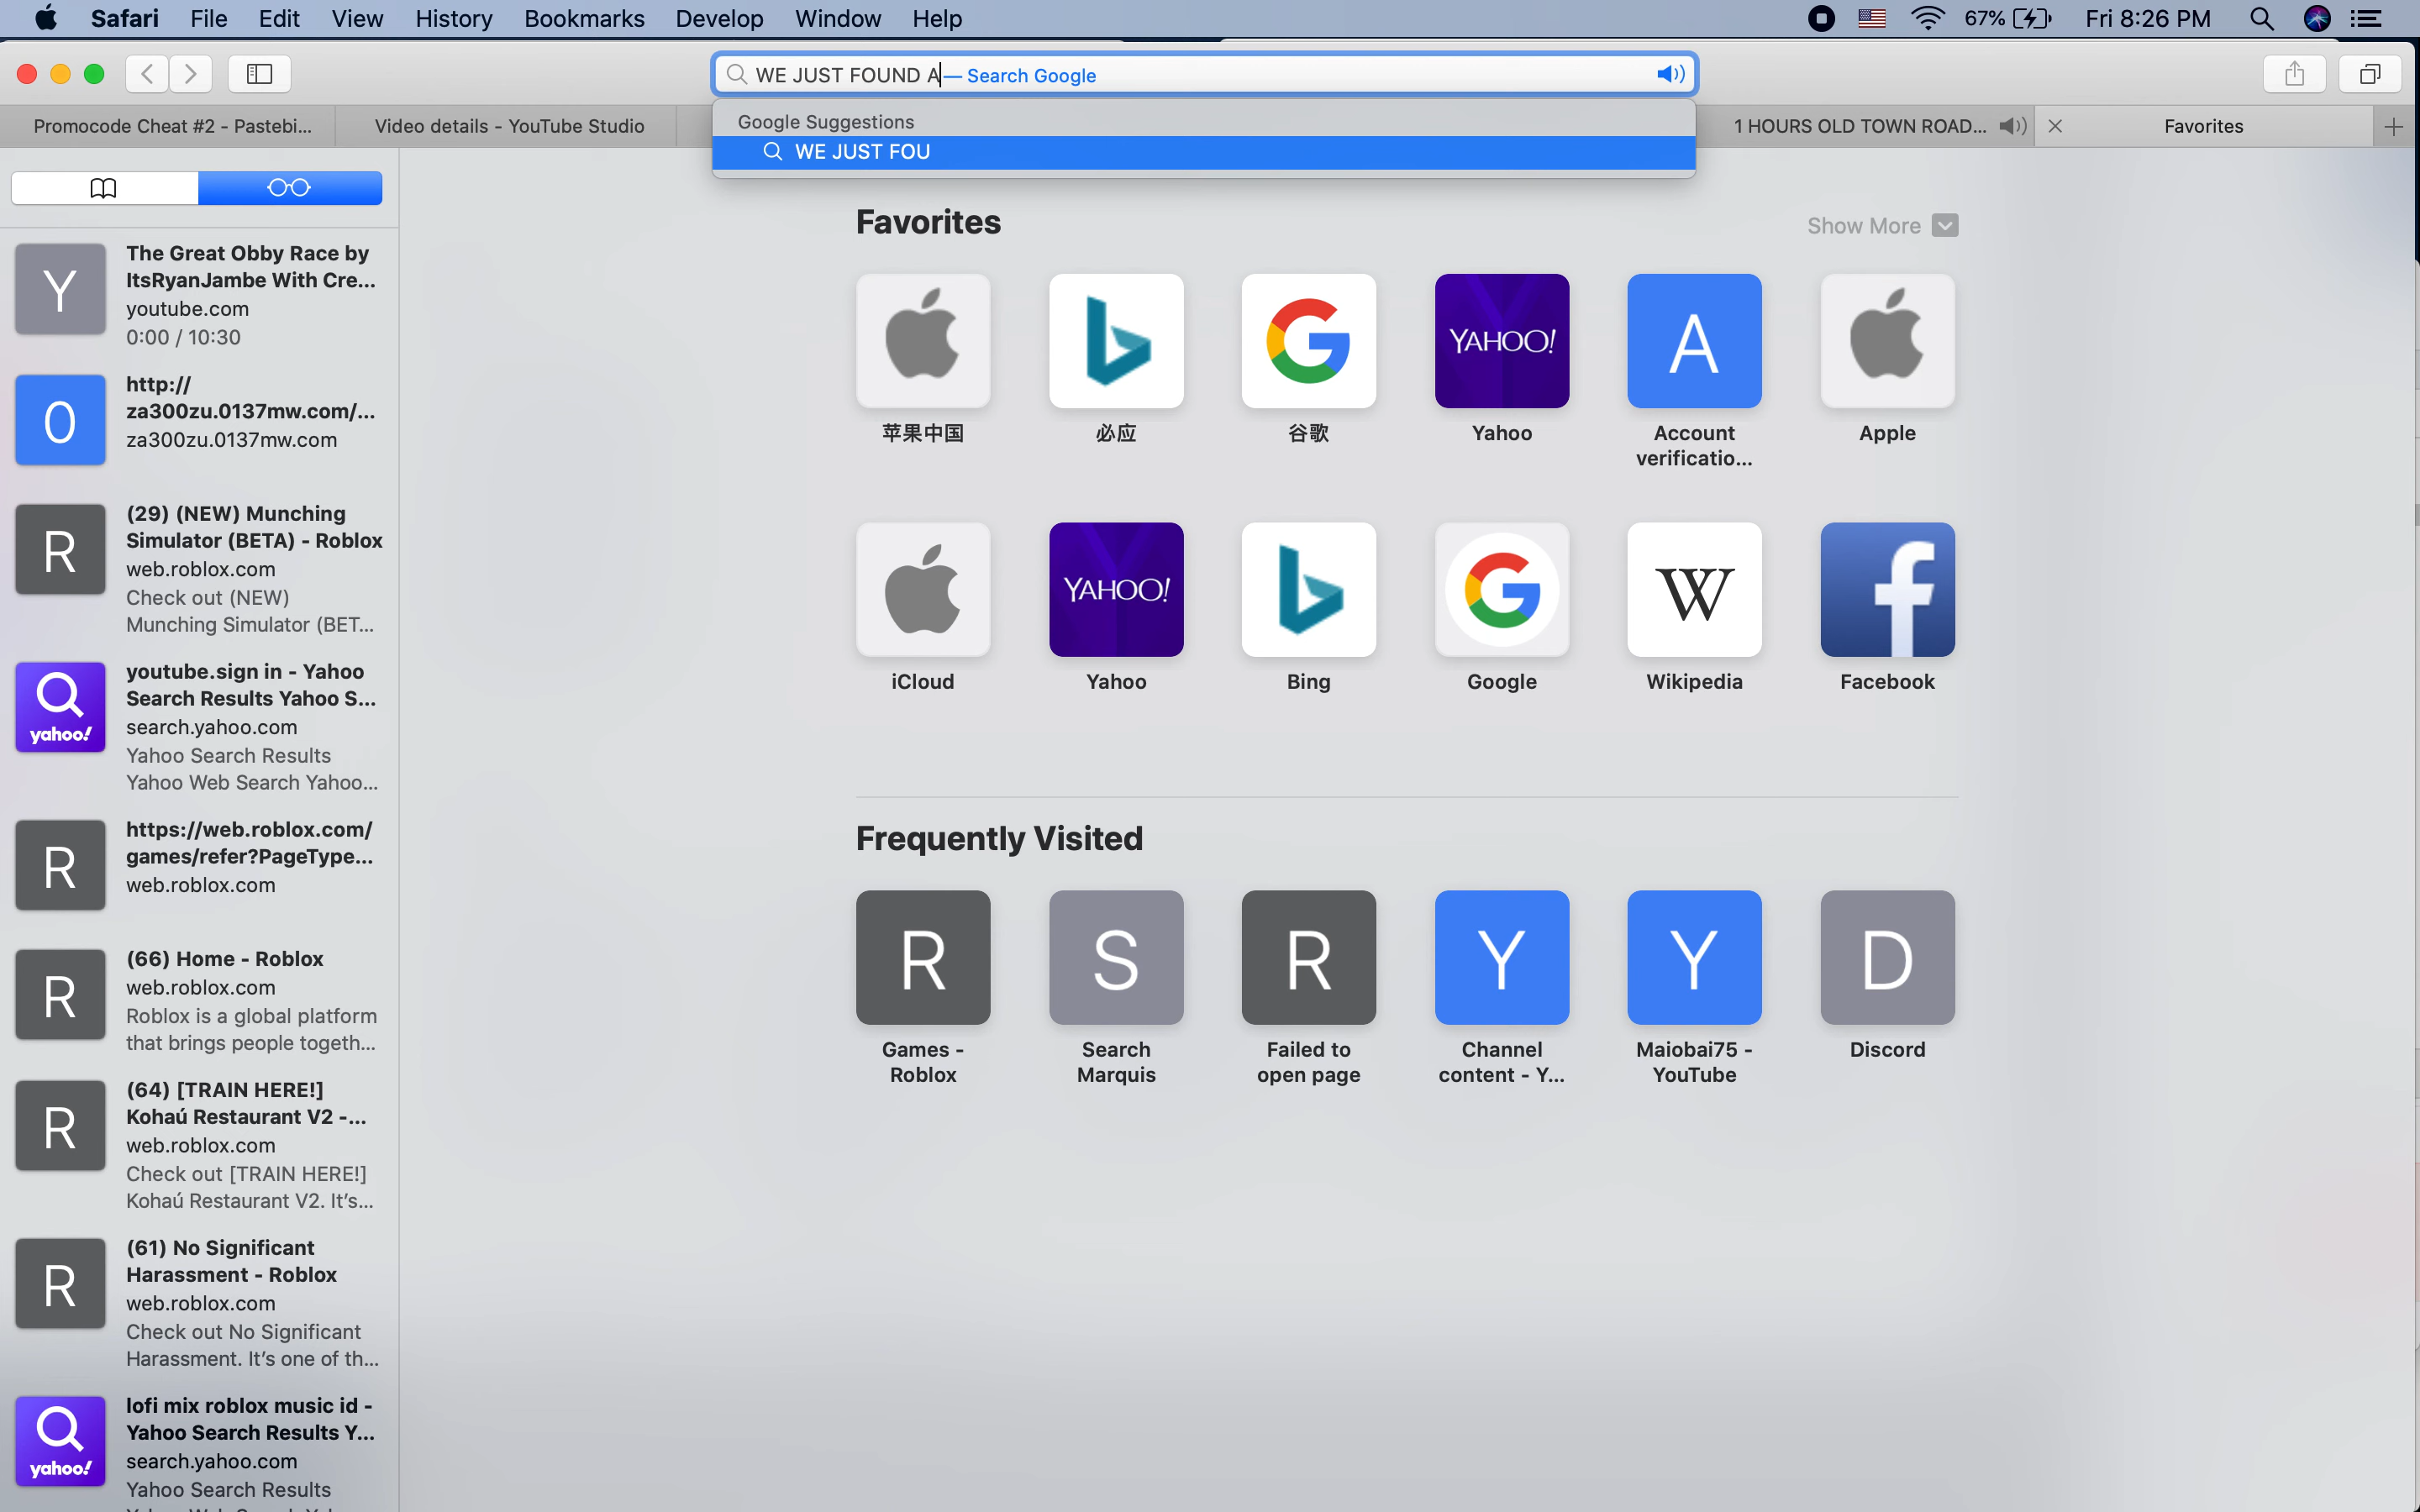 Safari File Edit View History Bookmarks Develop Window Help 67% Fri 8:26 PM
WE JUST FOUND A — Search Google
Promocode Cheat #2 - Pastebi... Video details - YouTube Studio 1 HOURS OLD TOWN ROAD... Favorites
Google Suggestions
WE JUST FOU
The Great Obby Race by
ItsRyanJambe With Cre...
youtube.com
0:00 / 10:30
http://
za300zu.0137mw.com/...
za300zu.0137mw.com
(29) (NEW) Munching
Simulator (BETA) - Roblox
web.roblox.com
Check out (NEW)
Munching Simulator (BET...
youtube.sign in - Yahoo
Search Results Yahoo S...
search.yahoo.com
Yahoo Search Results
Yahoo Web Search Yahoo...
https://web.roblox.com/
games/refer?PageType...
web.roblox.com
(66) Home - Roblox
web.roblox.com
Roblox is a global platform
that brings people togeth...
(64) [TRAIN HERE!]
Kohaú Restaurant V2 -...
web.roblox.com
Check out [TRAIN HERE!]
Kohaú Restaurant V2. It's...
(61) No Significant
Harassment - Roblox
web.roblox.com
Check out No Significant
Harassment. It's one of th...
lofi mix roblox music id -
Yahoo Search Results Y...
search.yahoo.com
Yahoo Search Results
Y
O
R
yahoo!
R
R
R
R
yahoo!
Favorites Show More
YAHOO! A
苹果中国 必应 谷歌 Yahoo Account Apple
verificatio...
YAHOO! W
iCloud Yahoo Bing Google Wikipedia Facebook
Frequently Visited
R S R Y Y D
Games - Search Failed to Channel Maiobai75 - Discord
Roblox Marquis open page content - Y... YouTube